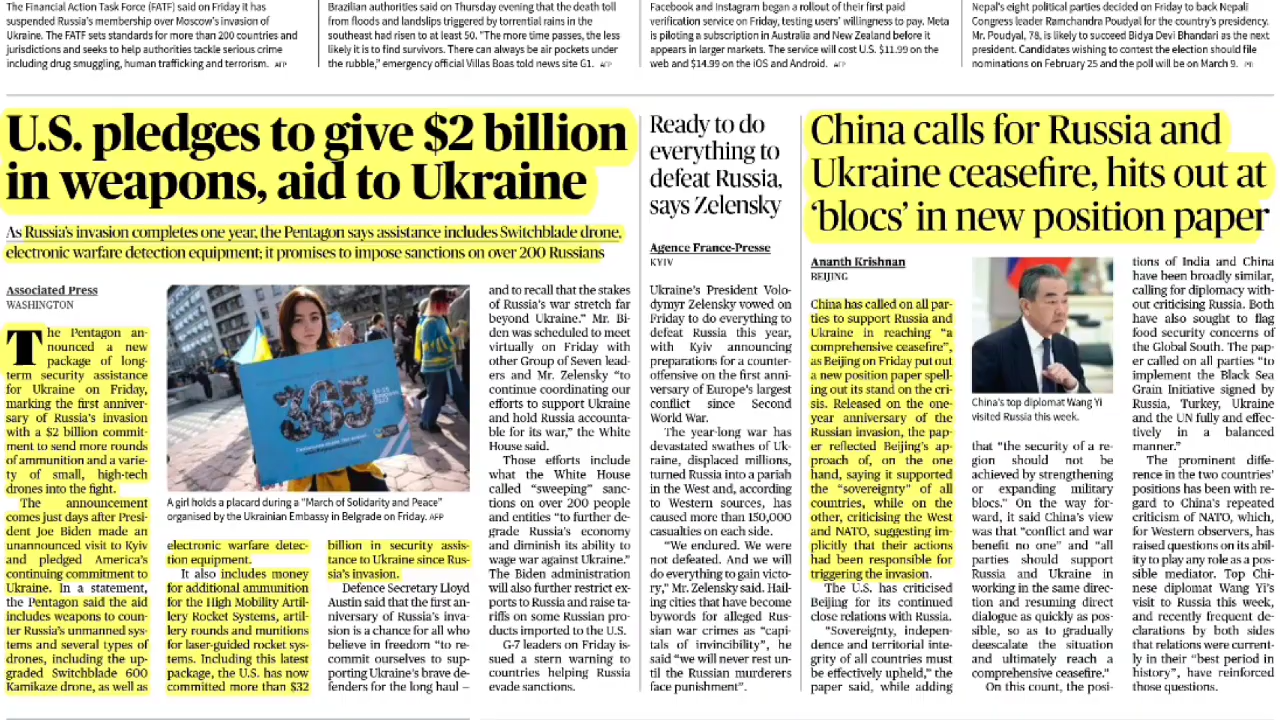 The Financial Action Task Force (FATF) said on Friday it has
suspended Russia's membership over Moscow's invasion of
Ukraine. The FATF sets standards for more than 200 countries and
jurisdictions and seeks to help authorities tackle serious crime
including drug smuggling, human trafficking and terrorism. AFP
Brazilian authorities said on Thursday evening that the death toll
from floods and landslips triggered by torrential rains in the
southeast had risen to at least 50. "The more time passes, the less
likely it is to find survivors. There can always be air pockets under
the rubble," emergency official Villas Boas told news site G1. AFP
Facebook and Instagram began a rollout of their first paid
verification service on Friday, testing users' willingness to pay. Meta
is piloting a subscription in Australia and New Zealand before it
appears in larger markets. The service will cost U.S. $11.99 on the
web and $14.99 on the iOS and Android. AFP
Nepal's eight political parties decided on Friday to back Nepali
Congress leader Ramchandra Poudyal for the country's presidency.
Mr. Poudyal, 78, is likely to succeed Bidya Devi Bhandari as the next
president. Candidates wishing to contest the election should file
nominations on February 25 and the poll will be on March 9. PTI
U.S. pledges to give $2 billion
in weapons, aid to Ukraine
As Russia's invasion completes one year, the Pentagon says assistance includes Switchblade drone,
electronic warfare detection equipment; it promises to impose sanctions on over 200 Russians
Associated Press
WASHINGTON
The Pentagon an-
nounced a new
package of long-
term security assistance
for Ukraine on Friday,
marking the first anniver-
sary of Russia's invasion
with a $2 billion commit-
ment to send more rounds
of ammunition and a varie-
ty of small, high-tech
drones into the fight.
The announcement
comes just days after Presi-
dent Joe Biden made an
unannounced visit to Kyiv
and pledged America's
continuing commitment to
Ukraine. In a statement,
the Pentagon said the aid
includes weapons to coun-
ter Russia's unmanned sys-
tems and several types of
drones, including the up-
graded Switchblade 600
Kamikaze drone, as well as
365
A girl holds a placard during a "March of Solidarity and Peace"
organised by the Ukrainian Embassy in Belgrade on Friday. AFP
electronic warfare detec-
tion equipment.
It also includes money
for additional ammunition
for the High Mobility Artil-
lery Rocket Systems, artil-
lery rounds and munitions
for laser-guided rocket sys-
tems. Including this latest
package, the U.S. has now
committed more than $32
billion in security assis-
tance to Ukraine since Rus-
sia's invasion.
Defence Secretary Lloyd
Austin said that the first an-
niversary of Russia's inva-
sion is a chance for all who
believe in freedom "to re-
commit ourselves to sup-
porting Ukraine's brave de-
fenders for the long haul –
and to recall that the stakes
of Russia's war stretch far
beyond Ukraine." Mr. Bi-
den was scheduled to meet
virtually on Friday with
other Group of Seven lead-
ers and Mr. Zelensky "to
continue coordinating our
efforts to support Ukraine
and hold Russia accounta-
ble for its war," the White
House said.
Those efforts include
what the White House
called "sweeping" sanc-
tions on over 200 people
and entities "to further de-
grade Russia's economy
and diminish its ability to
wage war against Ukraine."
The Biden administration
will also further restrict ex-
ports to Russia and raise ta-
riffs on some Russian pro-
ducts imported to the U.S.
G-7 leaders on Friday is-
sued a stern warning to
countries helping Russia
evade sanctions.
Ready to do
everything to
defeat Russia,
says Zelensky
Agence France-Presse
KYIV
Ukraine's President Volo-
dymyr Zelensky vowed on
Friday to do everything to
defeat Russia this year,
with Kyiv announcing
preparations for a counter-
offensive on the first anni-
versary of Europe's largest
conflict since Second
World War.
The year-long war has
devastated swathes of Uk-
raine, displaced millions,
turned Russia into a pariah
in the West and, according
to Western sources, has
caused more than 150,000
casualties on each side.
"We endured. We were
not defeated. And we will
do everything to gain victo-
ry," Mr. Zelensky said. Hail-
ing cities that have become
bywords for alleged Rus-
sian war crimes as "capi-
tals of invincibility", he
said "we will never rest un-
til the Russian murderers
face punishment".
China calls for Russia and
Ukraine ceasefire, hits out at
'blocs' in new position paper
Ananth Krishnan
BEIJING
China has called on all par-
ties to support Russia and
Ukraine in reaching "a
comprehensive ceasefire",
as Beijing on Friday put out
a new position paper spell-
ing out its stand on the cri-
sis. Released on the one-
year anniversary of the
Russian invasion, the pap-
er reflected Beijing's ap-
proach of, on the one
hand, saying it supported
the "sovereignty" of all
countries, while on the
other, criticising the West
and NATO, suggesting im-
plicitly that their actions
had been responsible for
triggering the invasion.
The U.S. has criticised
Beijing for its continued
close relations with Russia.
"Sovereignty, indepen-
dence and territorial inte-
grity of all countries must
be effectively upheld," the
paper said, while adding
China's top diplomat Wang Yi
visited Russia this week.
that "the security of a re-
gion should not be
achieved by strengthening
or expanding military
blocs." On the way for-
ward, it said China's view
was that "conflict and war
benefit no one" and "all
parties should support
Russia and Ukraine in
working in the same direc-
tion and resuming direct
dialogue as quickly as pos-
sible, so as to gradually
deescalate the situation
and ultimately reach a
comprehensive ceasefire."
On this count, the posi-
tions of India and China
have been broadly similar,
calling for diplomacy with-
out criticising Russia. Both
have also sought to flag
food security concerns of
the Global South. The pap-
er called on all parties "to
implement the Black Sea
Grain Initiative signed by
Russia, Turkey, Ukraine
and the UN fully and effec-
tively in a balanced
manner."
The prominent diffe-
rence in the two countries'
positions has been with re-
gard to China's repeated
criticism of NATO, which,
for Western observers, has
raised questions on its abil-
ity to play any role as a pos-
sible mediator. Top Chi-
nese diplomat Wang Yi's
visit to Russia this week,
and recently frequent de-
clarations by both sides
that relations were current-
ly in their "best period in
history", have reinforced
those questions.